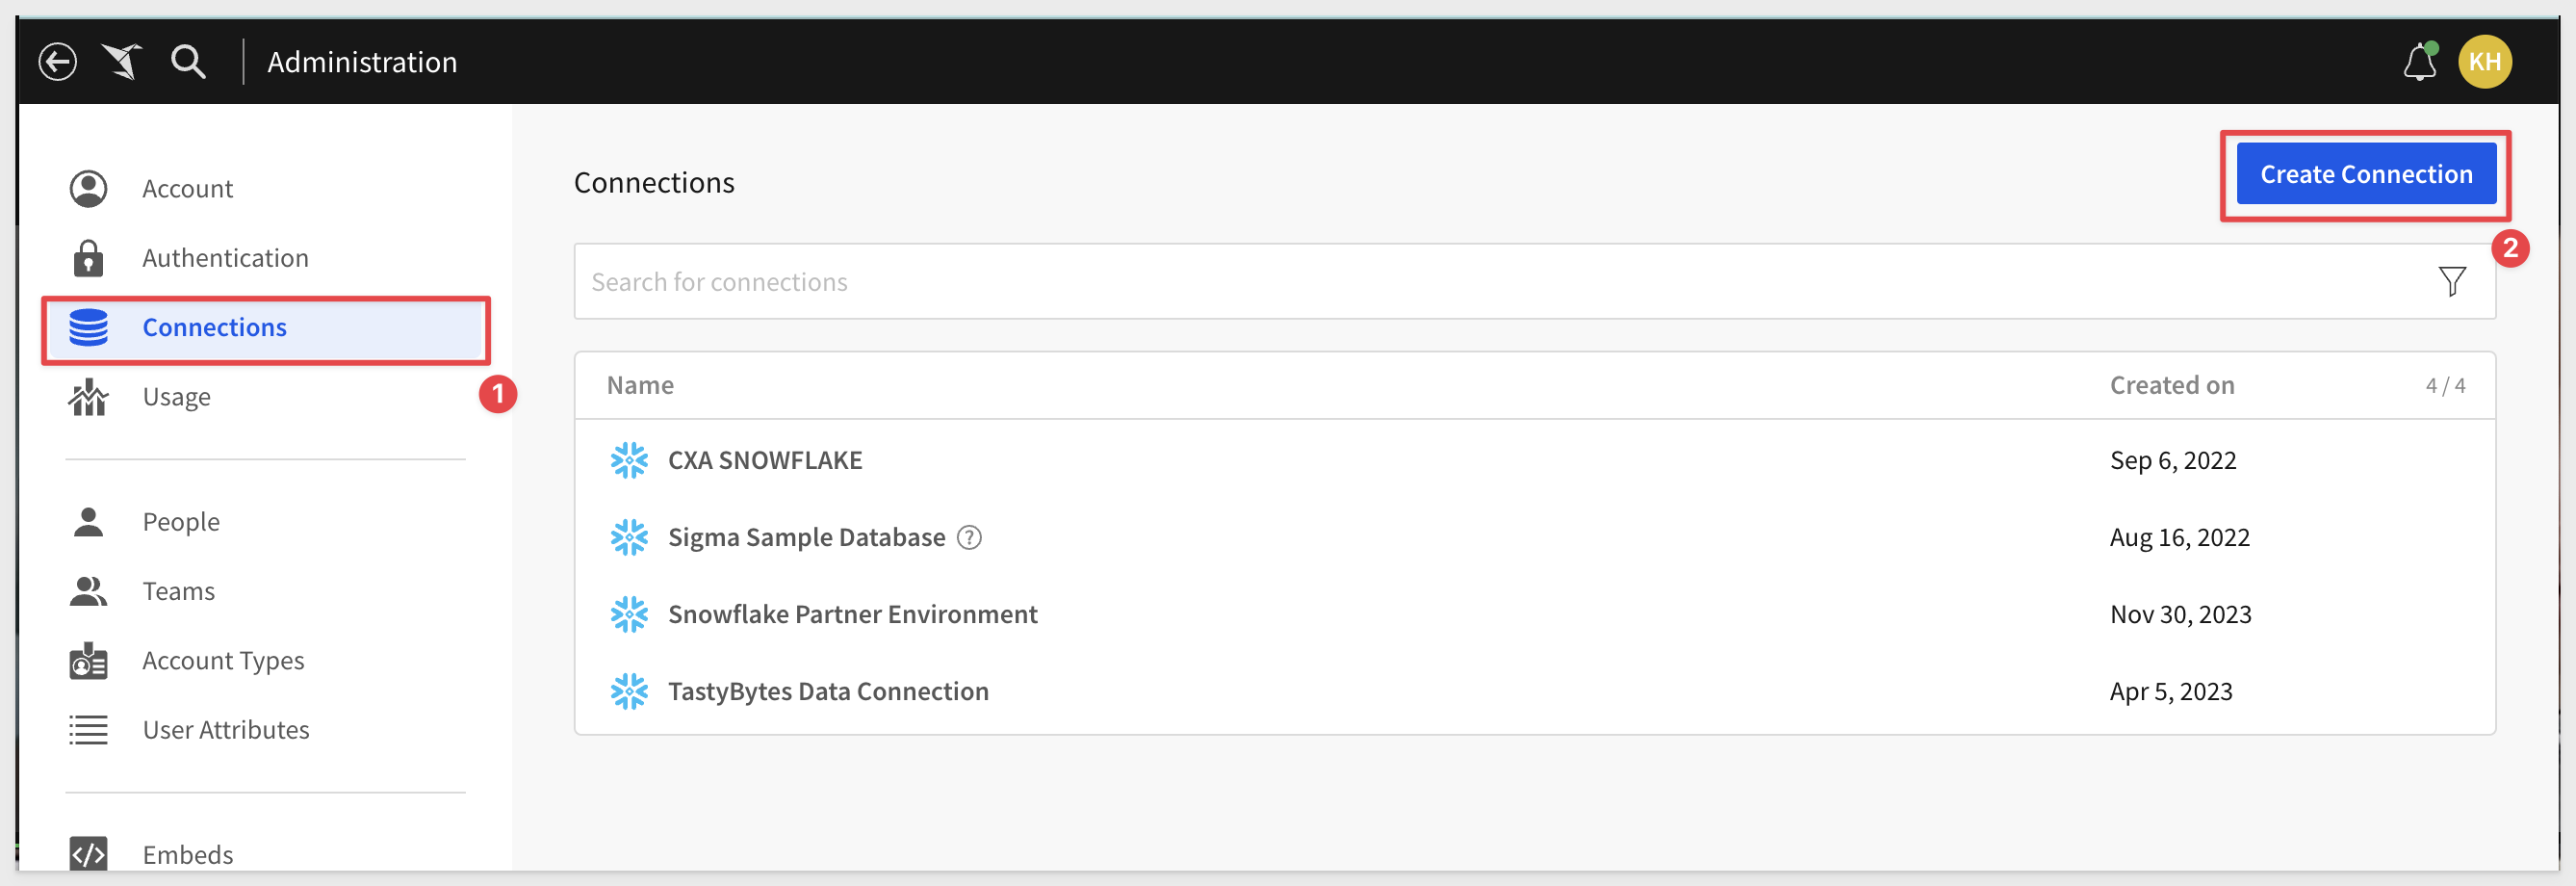 Administration
KH
Account
Authentication
Connections
1
Usage
People
Teams
Account Types
User Attributes
Embeds
Connections
Create Connection
2
Search for connections
Name Created on 4 / 4
CXA SNOWFLAKE Sep 6, 2022
Sigma Sample Database ? Aug 16, 2022
Snowflake Partner Environment Nov 30, 2023
TastyBytes Data Connection Apr 5, 2023